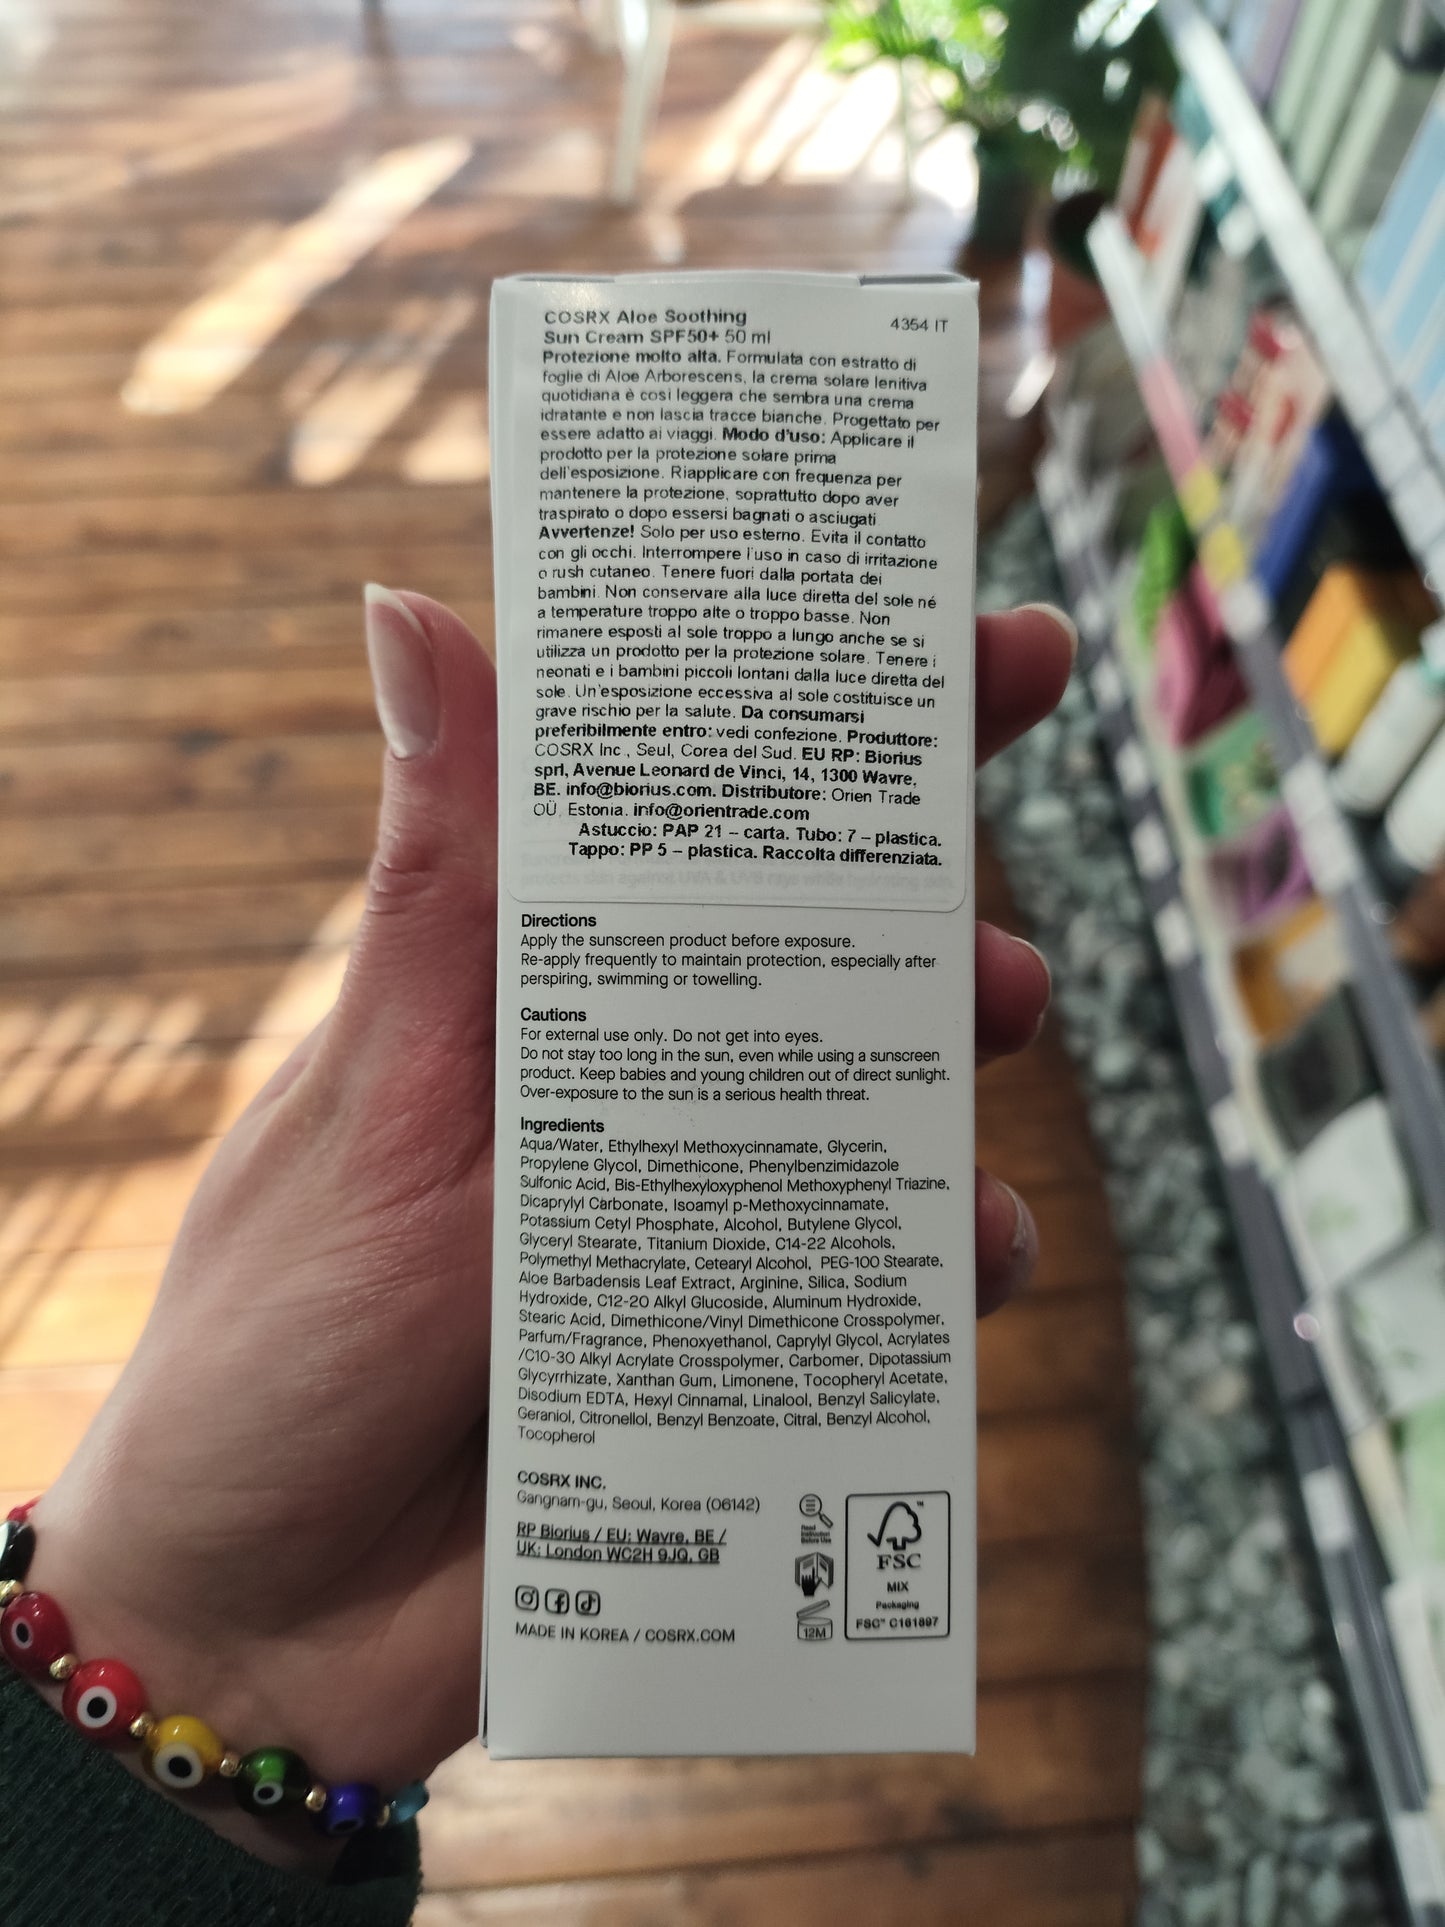 COSRX Aloe Soothing
4354 IT
Sun Cream SPF50+ 50 ml
Protezione molto alta. Formulata con estratto di
foglie di Aloe Arborescens, la crema solare lenitiva
quotidiana è così leggera che sembra una crema
idratante e non lascia tracce bianche. Progettato per
essere adatto ai viaggi. Modo d'uso: Applicare il
prodotto per la protezione solare prima
dell'esposizione. Riapplicare con frequenza per
mantenere la protezione, soprattutto dopo aver
traspirato o dopo essersi bagnati o asciugati
Avvertenze! Solo per uso esterno. Evita il contatto
con gli occhi. Interrompere l'uso in caso di irritazione
o rush cutaneo. Tenere fuori dalla portata dei
bambini. Non conservare alla luce diretta del sole né
a temperature troppo alte o troppo basse. Non
rimanere esposti al sole troppo a lungo anche se si
utilizza un prodotto per la protezione solare. Tenere i
neonati e i bambini piccoli lontani dalla luce diretta del
sole. Un'esposizione eccessiva al sole costituisce un
grave rischio per la salute. Da consumarsi
preferibilmente entro: vedi confezione. Produttore:
COSRX Inc., Seul, Corea del Sud. EU RP: Biorius
sprl, Avenue Leonard de Vinci, 14, 1300 Wavre,
BE. info@biorius.com. Distributore: Orien Trade
OÜ, Estonia. info@orientrade.com
Astuccio: PAP 21 – carta. Tubo: 7 – plastica.
Tappo: PP 5 – plastica. Raccolta differenziata.
protects skin against UVA & UVB rays while hydrating skin.
Directions
Apply the sunscreen product before exposure.
Re-apply frequently to maintain protection, especially after
perspiring, swimming or towelling.
Cautions
For external use only. Do not get into eyes.
Do not stay too long in the sun, even while using a sunscreen
product. Keep babies and young children out of direct sunlight.
Over-exposure to the sun is a serious health threat.
Ingredients
Aqua/Water, Ethylhexyl Methoxycinnamate, Glycerin,
Propylene Glycol, Dimethicone, Phenylbenzimidazole
Sulfonic Acid, Bis-Ethylhexyloxyphenol Methoxyphenyl Triazine,
Dicaprylyl Carbonate, Isoamyl p-Methoxycinnamate,
Potassium Cetyl Phosphate, Alcohol, Butylene Glycol,
Glyceryl Stearate, Titanium Dioxide, C14-22 Alcohols,
Polymethyl Methacrylate, Cetearyl Alcohol, PEG-100 Stearate,
Aloe Barbadensis Leaf Extract, Arginine, Silica, Sodium
Hydroxide, C12-20 Alkyl Glucoside, Aluminum Hydroxide,
Stearic Acid, Dimethicone/Vinyl Dimethicone Crosspolymer,
Parfum/Fragrance, Phenoxyethanol, Caprylyl Glycol, Acrylates
/C10-30 Alkyl Acrylate Crosspolymer, Carbomer, Dipotassium
Glycyrrhizate, Xanthan Gum, Limonene, Tocopheryl Acetate,
Disodium EDTA, Hexyl Cinnamal, Linalool, Benzyl Salicylate,
Geraniol, Citronellol, Benzyl Benzoate, Citral, Benzyl Alcohol,
Tocopherol
COSRX INC.
Gangnam-gu, Seoul, Korea (06142)
RP Biorius / EU: Wavre, BE /
UK: London WC2H 9JQ, GB
MADE IN KOREA / COSRX.COM
Read
Instruction
Before Use
12M
FSC
MIX
Packaging
FSC™ C161897